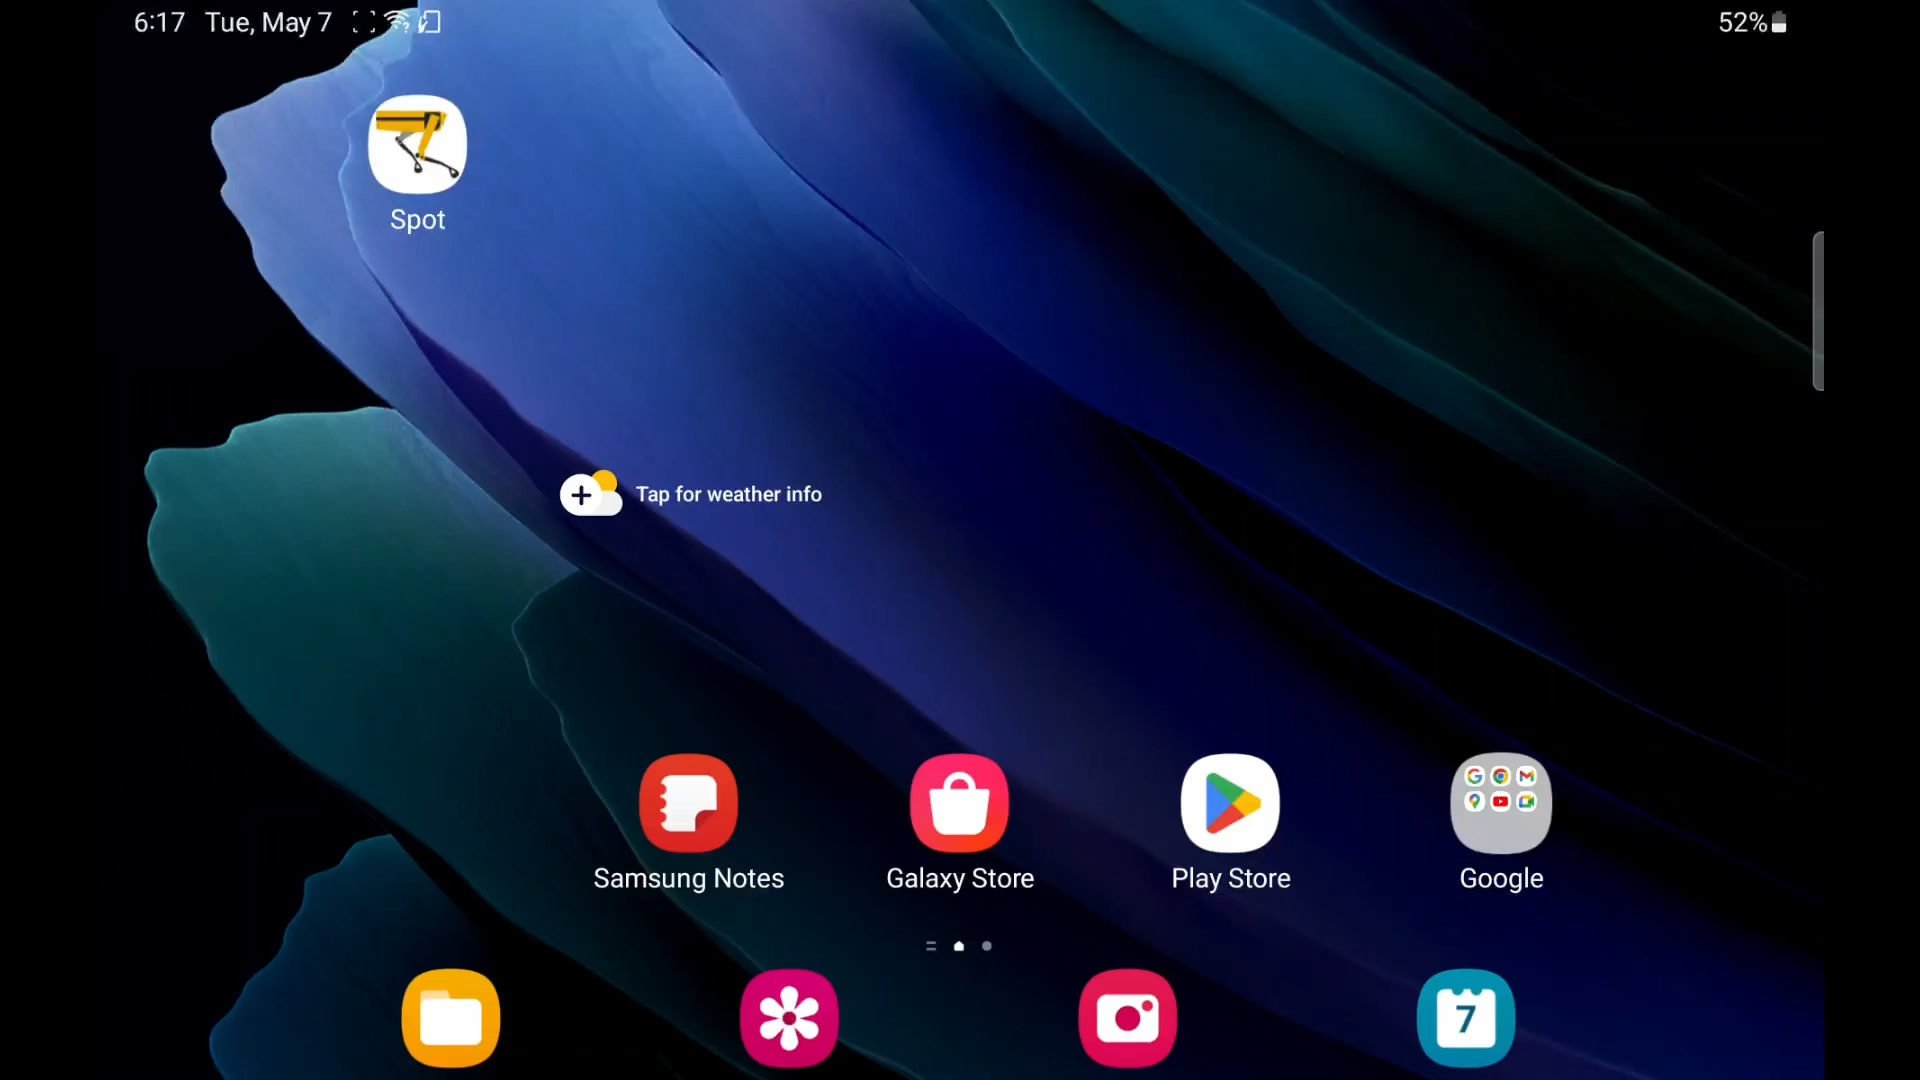 6:17 Tue, May 7
52%
Spot
Tap for weather info
Samsung Notes
Galaxy Store
Play Store
Google
7